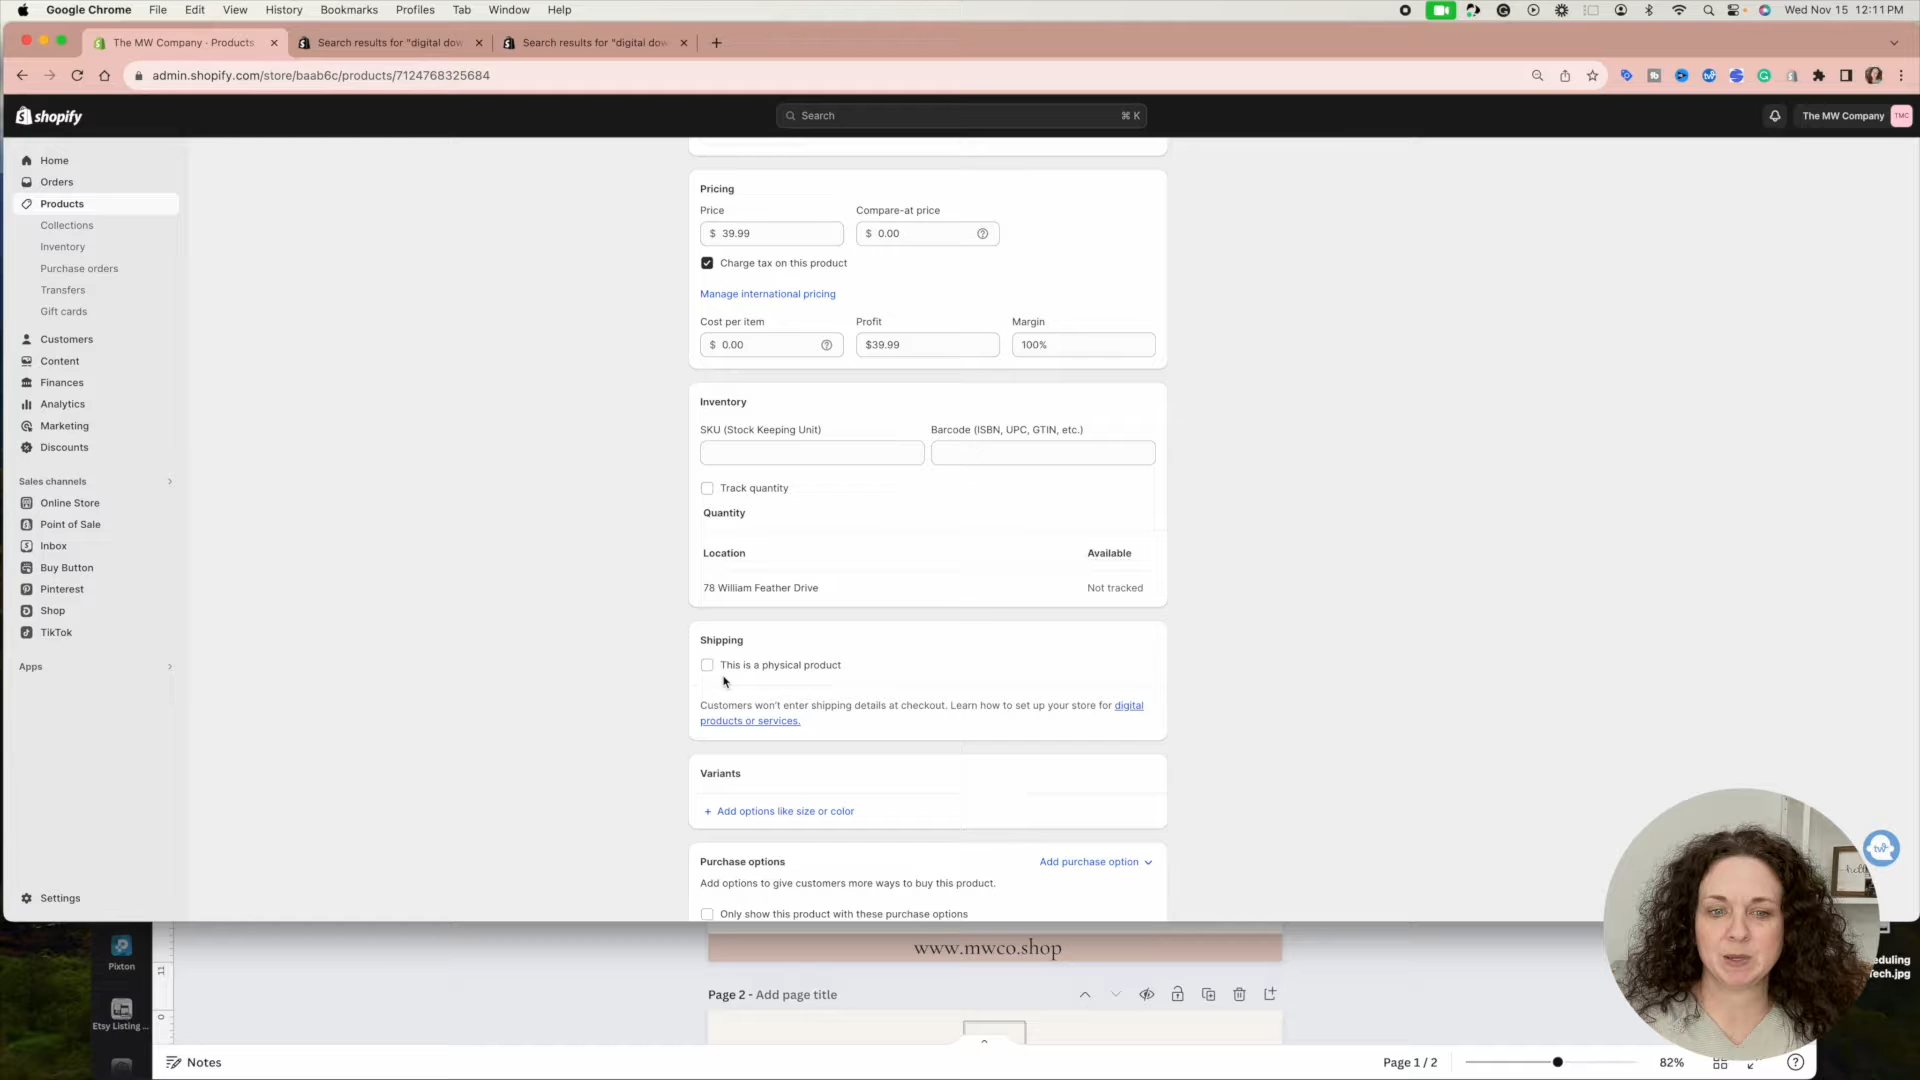 Google Chrome File Edit View History Bookmarks Profiles Tab Window Help
Wed Nov 15 12:11 PM
The MW Company · Products
Search results for "digital dow
Search results for "digital dow
admin.shopify.com/store/baab6c/products/7124768325684
shopify
Search
⌘ K
The MW Company
TMC
Home
Orders
Products
Collections
Inventory
Purchase orders
Transfers
Gift cards
Customers
Content
Finances
Analytics
Marketing
Discounts
Sales channels
Online Store
Point of Sale
Inbox
Buy Button
Pinterest
Shop
TikTok
Apps
Settings
Pricing
Price Compare-at price
$ 39.99 $ 0.00
Charge tax on this product
Manage international pricing
Cost per item Profit Margin
$ 0.00 $39.99 100%
Inventory
SKU (Stock Keeping Unit) Barcode (ISBN, UPC, GTIN, etc.)
Track quantity
Quantity
Location Available
78 William Feather Drive Not tracked
Shipping
This is a physical product
Customers won't enter shipping details at checkout. Learn how to set up your store for digital
products or services.
Variants
+ Add options like size or color
Purchase options Add purchase option
Add options to give customers more ways to buy this product.
Only show this product with these purchase options
www.mwco.shop
Page 2 - Add page title
Pixton
Etsy Listing ...
Notes
Page 1 / 2
82%
hello
eduling
Tech.jpg